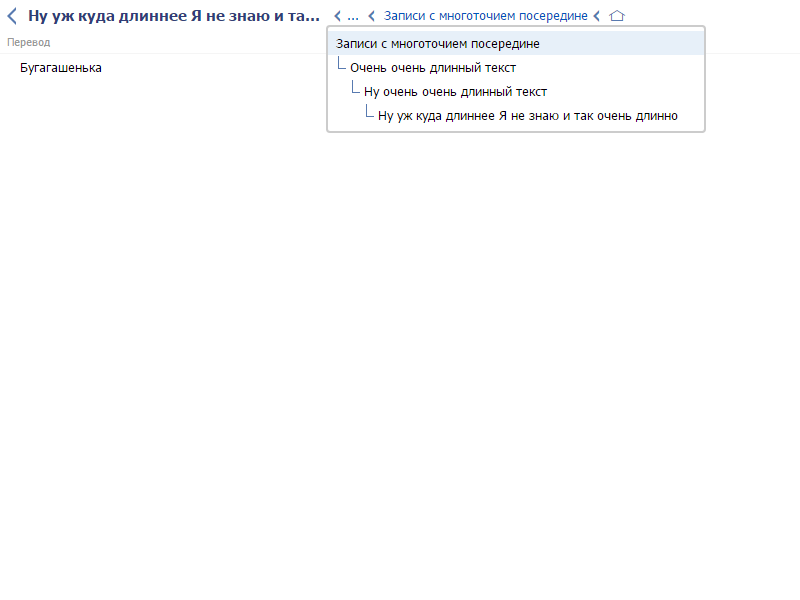 Ну уж куда длиннее Я не знаю и та... ... Записи с многоточием посередине
Перевод
Записи с многоточием посередине
Очень очень длинный текст
Ну очень очень длинный текст
Ну уж куда длиннее Я не знаю и так очень длинно
Бугагашенька